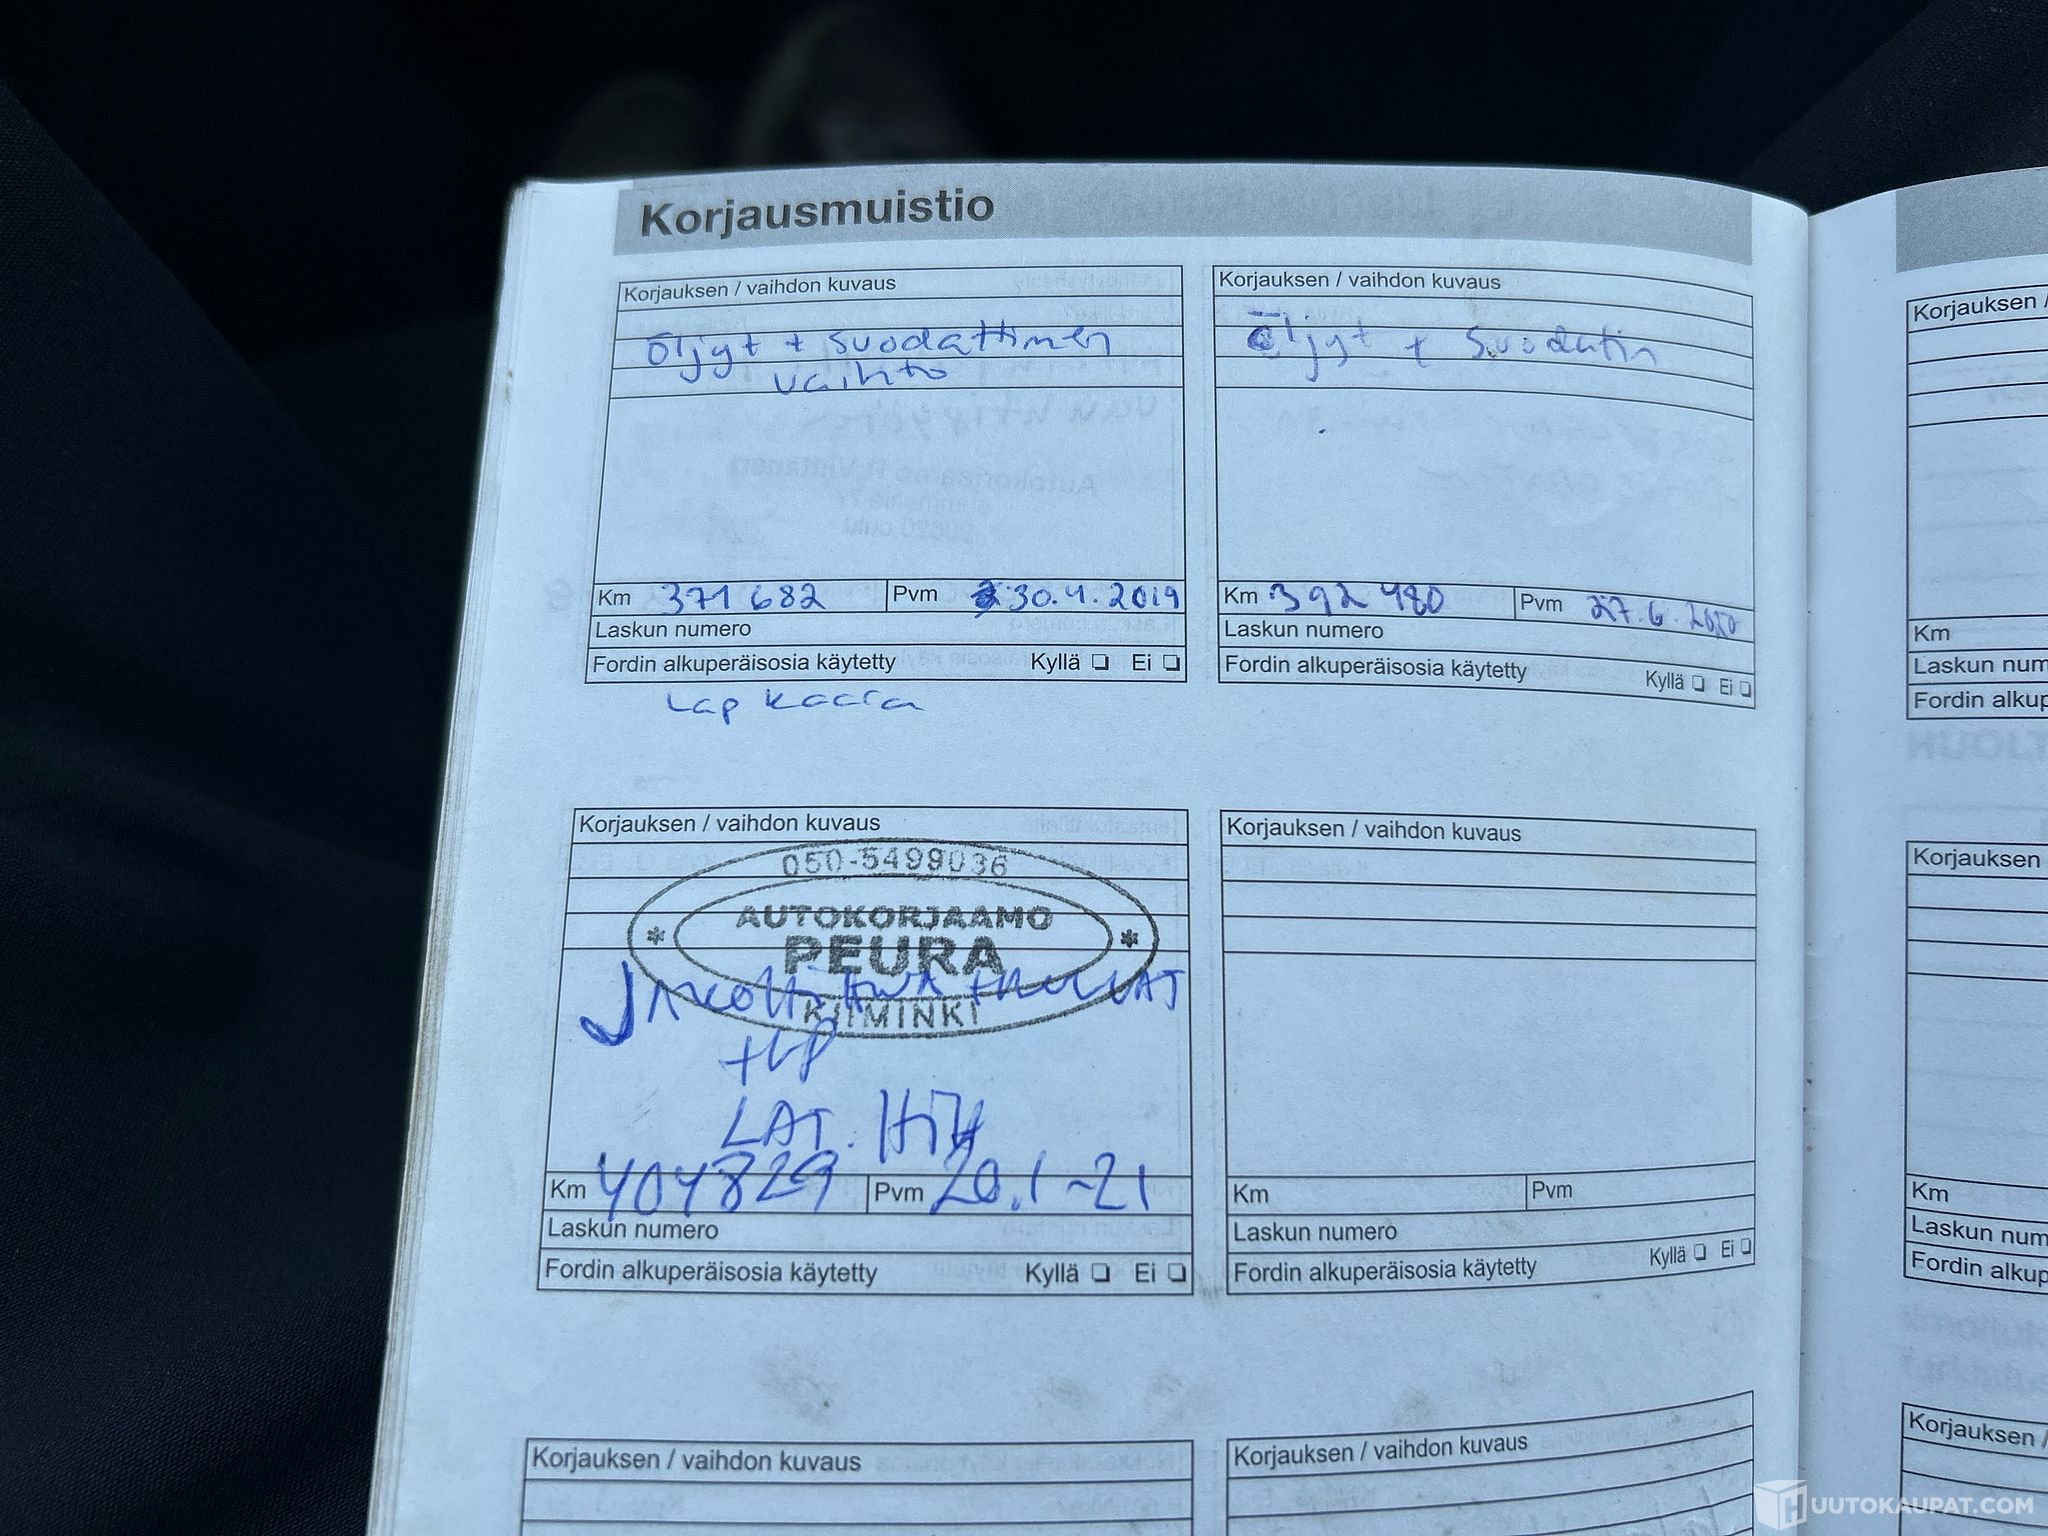 Korjausmuistio
Korjauksen / vaihdon kuvaus
öljyt + suodattimen
vaihto
Km 371 682 Pvm 30.4.2019
Laskun numero
Fordin alkuperäisosia käytetty Kyllä Ei
Lap kaara
Korjauksen / vaihdon kuvaus
öljyt + suodatin
Km 392 480 Pvm 27.6.2020
Laskun numero
Fordin alkuperäisosia käytetty Kyllä Ei
Korjauksen / vaihdon kuvaus
050-5499036
AUTOKORJAAMO
PEURA
KIIMINKI
LAT. HIH
Km 404829 Pvm 20.1-21
Laskun numero
Fordin alkuperäisosia käytetty Kyllä Ei
Korjauksen / vaihdon kuvaus
Km Pvm
Laskun numero
Fordin alkuperäisosia käytetty Kyllä Ei
Korjauksen / vaihdon kuvaus
Korjauksen / vaihdon kuvaus
Korjauksen /
Km
Laskun num
Fordin alkup
Korjauksen
Km
Laskun num
Fordin alkup
Korjauksen /
HUUTOKAUPAT.COM